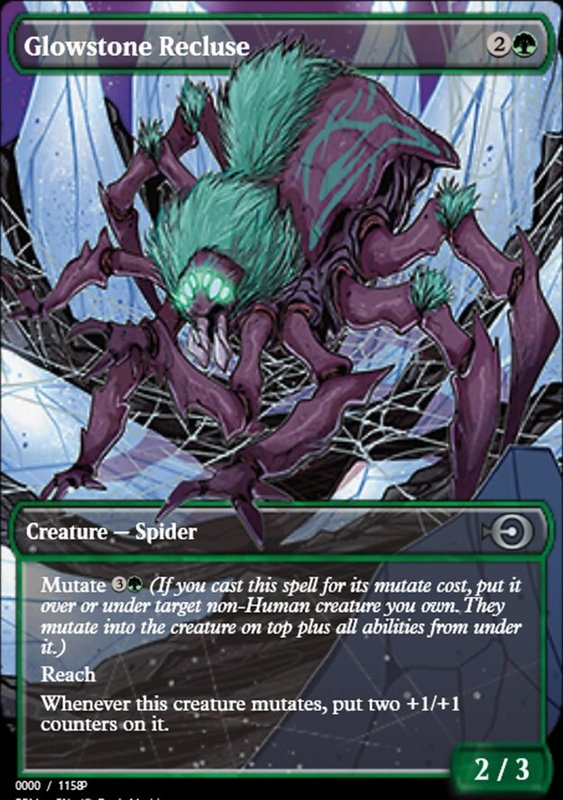 Glowstone Recluse 2
Creature — Spider
Mutate 3 (If you cast this spell for its mutate cost, put it
over or under target non-Human creature you own. They
mutate into the creature on top plus all abilities from under
it.)
Reach
Whenever this creature mutates, put two +1/+1
counters on it.
2 / 3
0000 / 1158P